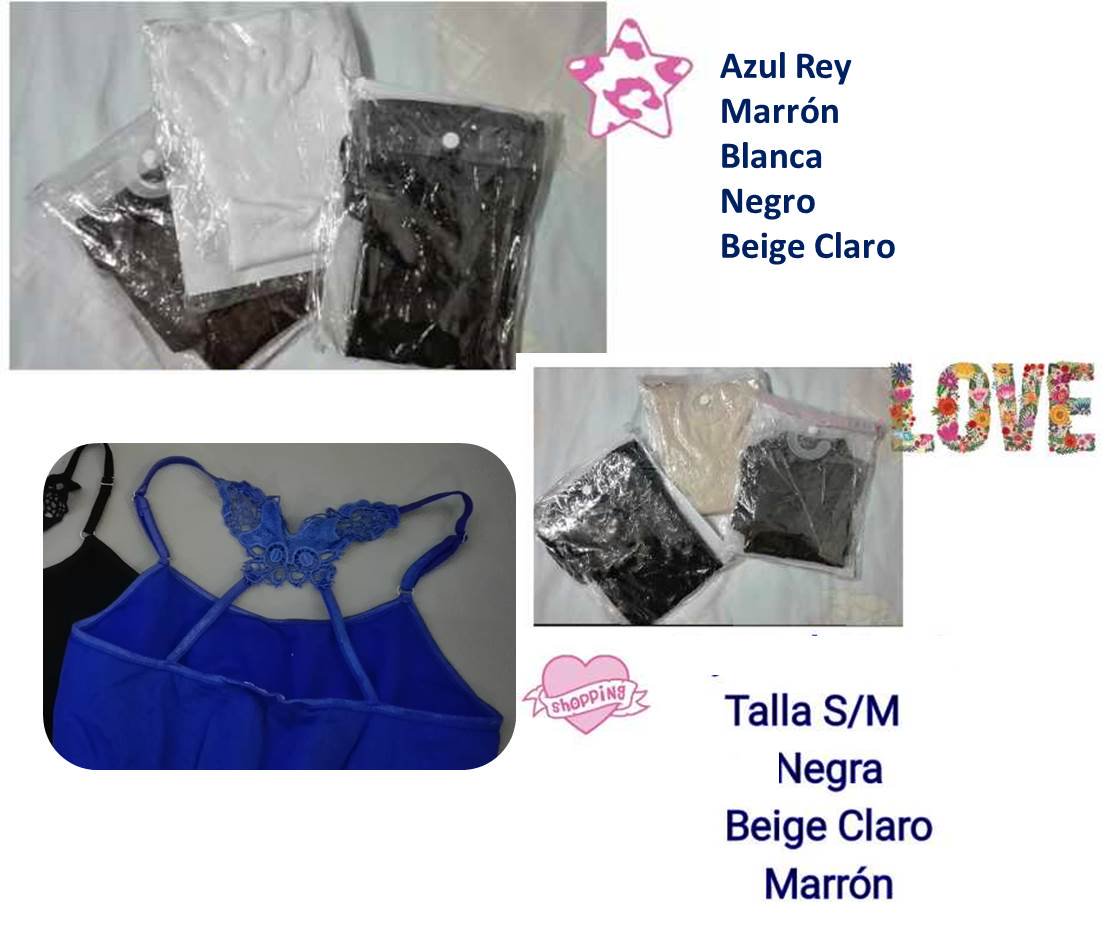 Azul Rey
Marrón
Blanca
Negro
Beige Claro
LOVE
shopping
Talla S/M
Negra
Beige Claro
Marrón